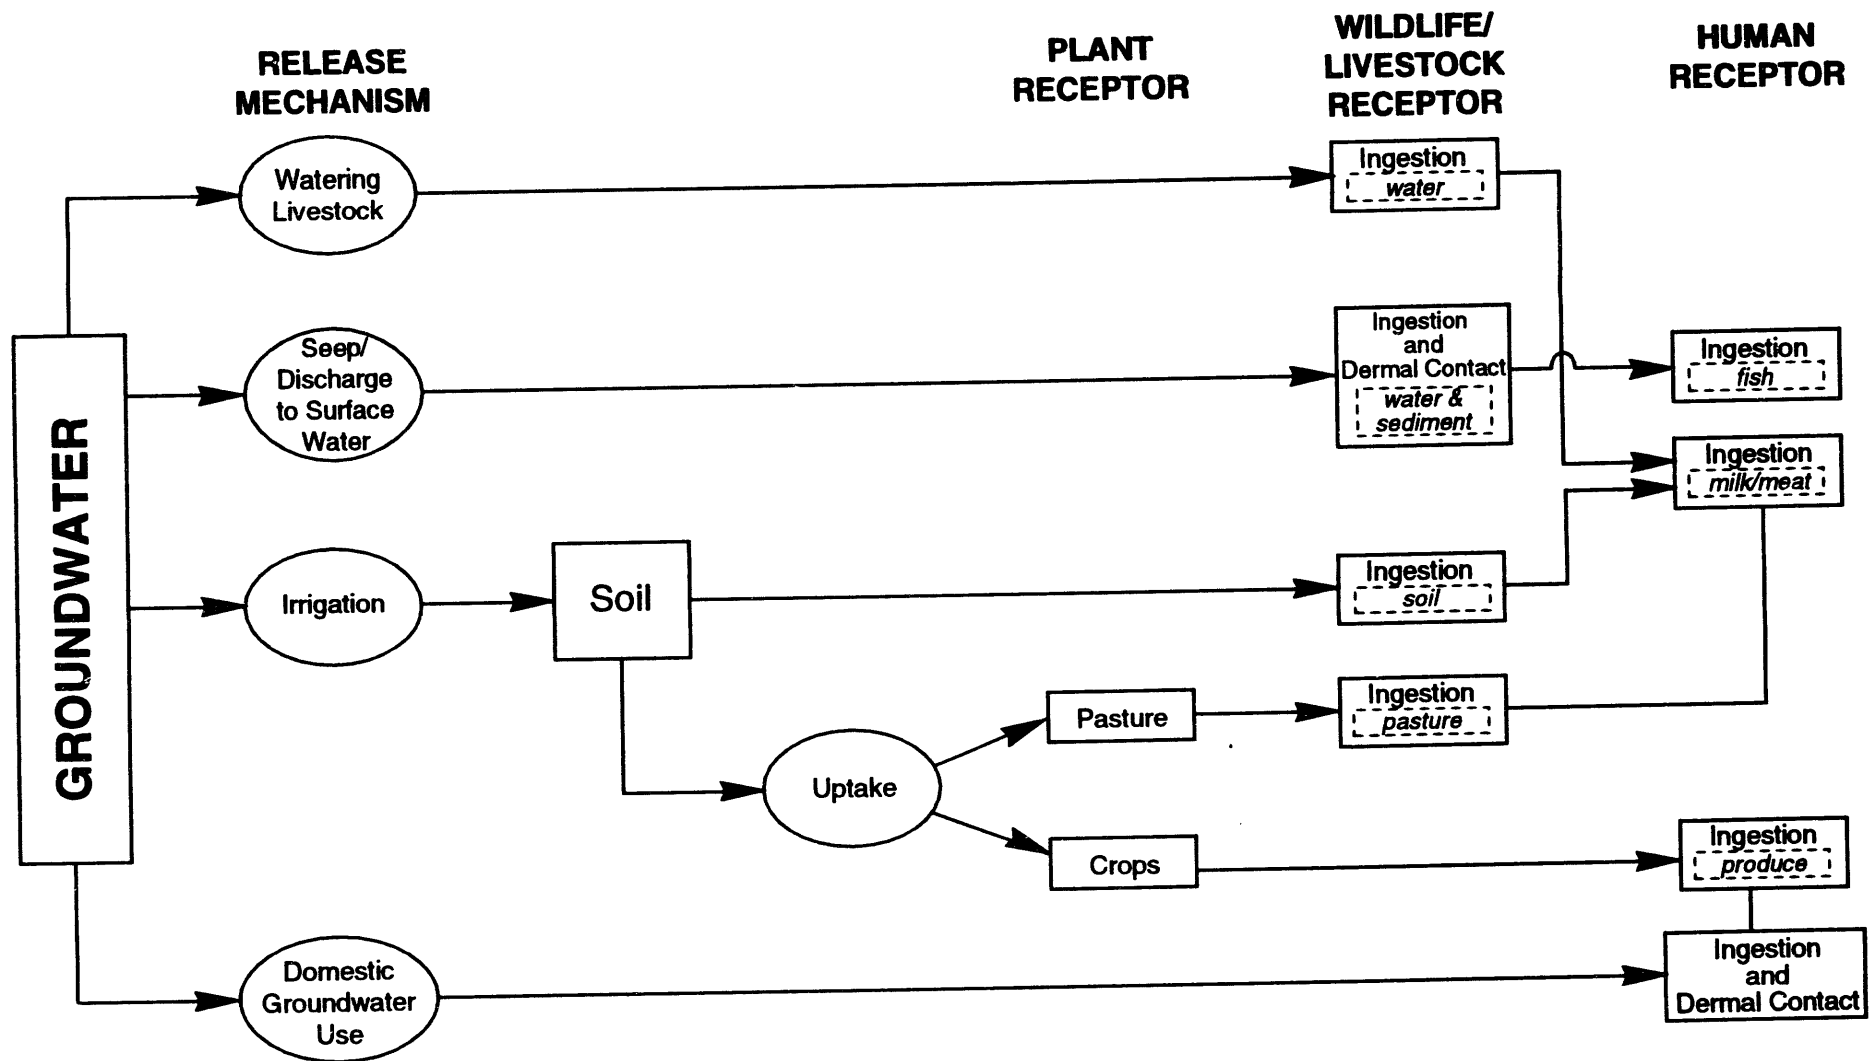 RELEASE
MECHANISM
PLANT
RECEPTOR
WILDLIFE/
LIVESTOCK
RECEPTOR
HUMAN
RECEPTOR
GROUNDWATER
Watering
Livestock
Ingestion
water
Seep/
Discharge
to Surface
Water
Ingestion
and
Dermal Contact
water &
sediment
Ingestion
fish
Ingestion
milk/meat
Irrigation
Soil
Ingestion
soil
Uptake
Pasture
Ingestion
pasture
Crops
Ingestion
produce
Domestic
Groundwater
Use
Ingestion
and
Dermal Contact